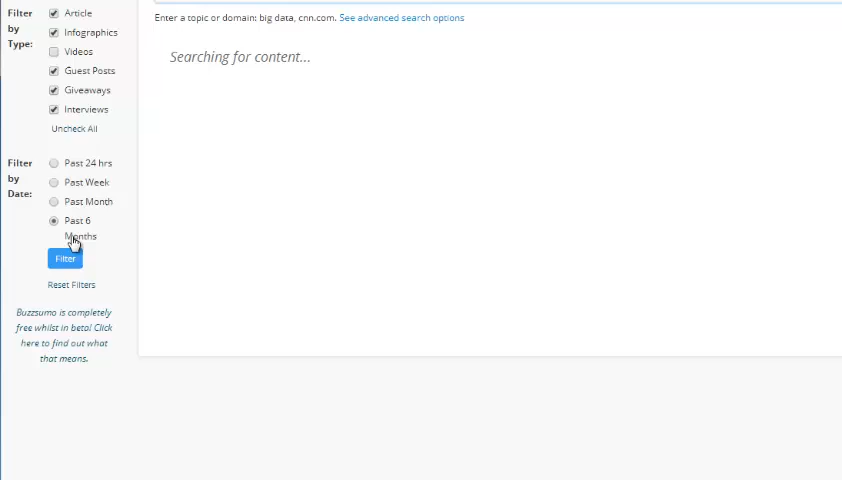 Filter by Type:
Article
Infographics
Videos
Guest Posts
Giveaways
Interviews
Uncheck All
Filter by Date:
Past 24 hrs
Past Week
Past Month
Past 6
Months
Filter
Reset Filters
Buzzsumo is completely
free whilst in beta! Click
here to find out what
that means.
Enter a topic or domain: big data, cnn.com. See advanced search options
Searching for content...